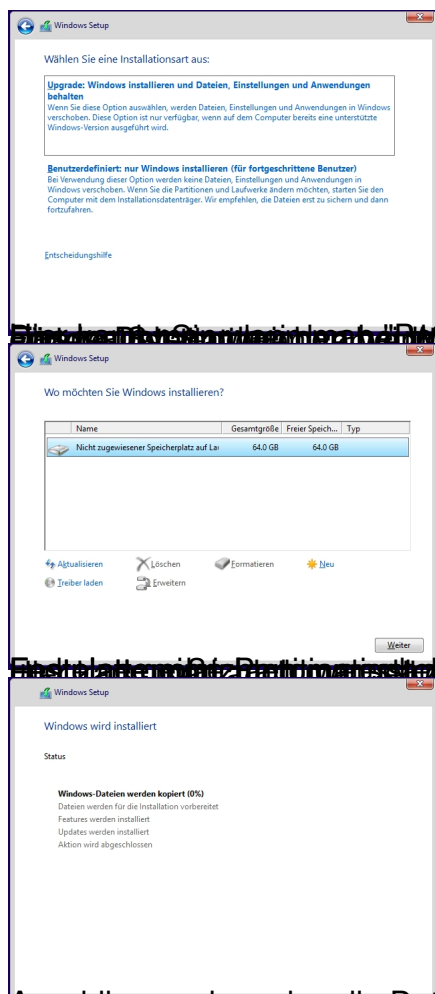 Windows Setup
Wählen Sie eine Installationsart aus:
Upgrade: Windows installieren und Dateien, Einstellungen und Anwendungen
behalten
Wenn Sie diese Option auswählen, werden Dateien, Einstellungen und Anwendungen in Windows
verschoben. Diese Option ist nur verfügbar, wenn auf dem Computer bereits eine unterstützte
Windows-Version ausgeführt wird.
Benutzerdefiniert: nur Windows installieren (für fortgeschrittene Benutzer)
Bei Verwendung dieser Option werden keine Dateien, Einstellungen und Anwendungen in
Windows verschoben. Wenn Sie die Partitionen und Laufwerke ändern möchten, starten Sie den
Computer mit dem Installationsdatenträger. Wir empfehlen, die Dateien erst zu sichern und dann
fortzufahren.
Entscheidungshilfe
Windows Setup
Wo möchten Sie Windows installieren?
Name Gesamtgröße Freier Speich... Typ
Nicht zugewiesener Speicherplatz auf Lau 64.0 GB 64.0 GB
Aktualisieren Löschen Formatieren Neu
Treiber laden Erweitern
Weiter
Windows Setup
Windows wird installiert
Status
Windows-Dateien werden kopiert (0%)
Dateien werden für die Installation vorbereitet
Features werden installiert
Updates werden installiert
Aktion wird abgeschlossen